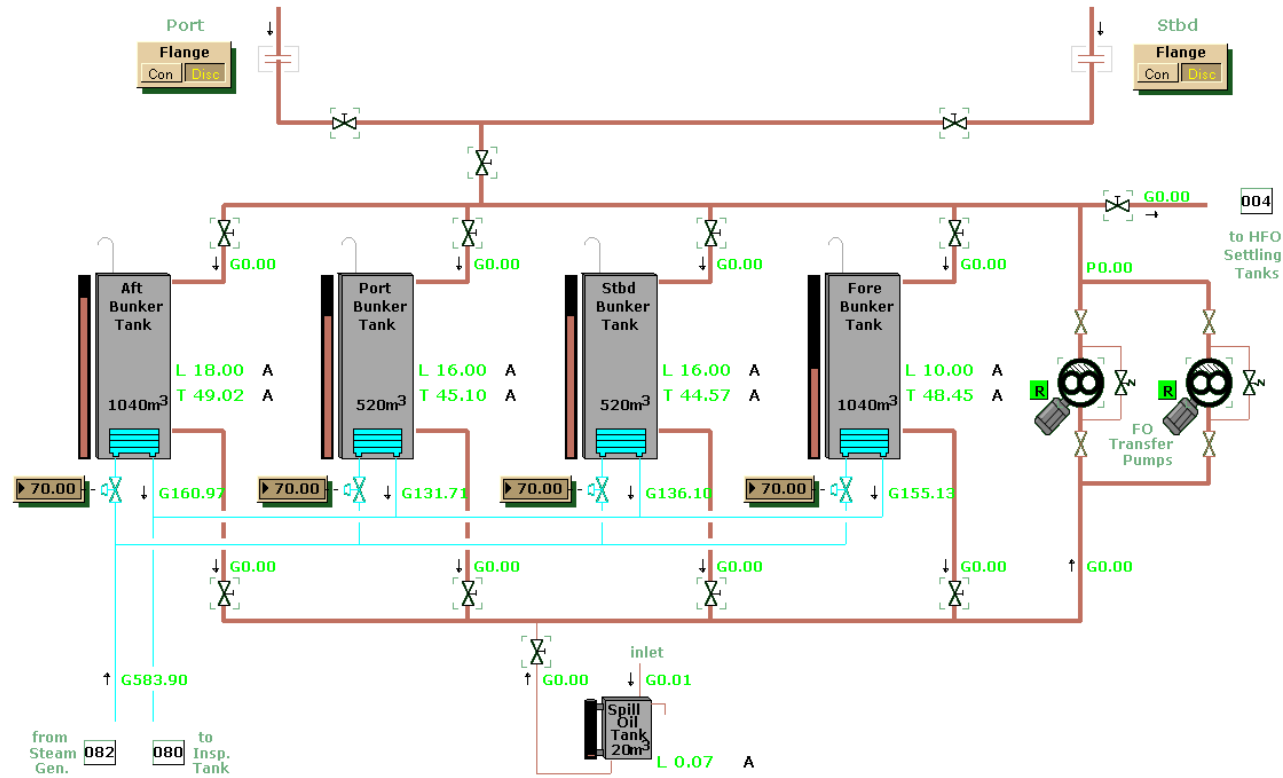 Port
Stbd
Flange
Con Disc
Flange
Con Disc
G0.00
004
to HFO
Settling
Tanks
G0.00
G0.00
G0.00
G0.00
P0.00
Aft
Bunker
Tank
1040m3
L 18.00 A
T 49.02 A
Port
Bunker
Tank
520m3
L 16.00 A
T 45.10 A
Stbd
Bunker
Tank
520m3
L 16.00 A
T 44.57 A
Fore
Bunker
Tank
1040m3
L 10.00 A
T 48.45 A
R
N
R
N
FO
Transfer
Pumps
70.00
G160.97
70.00
G131.71
70.00
G136.10
70.00
G155.13
G0.00
G0.00
G0.00
G0.00
G0.00
G583.90
G0.00
inlet
G0.01
Spill
Oil
Tank
20m3
L 0.07 A
from
Steam
Gen.
082
080
to
Insp.
Tank